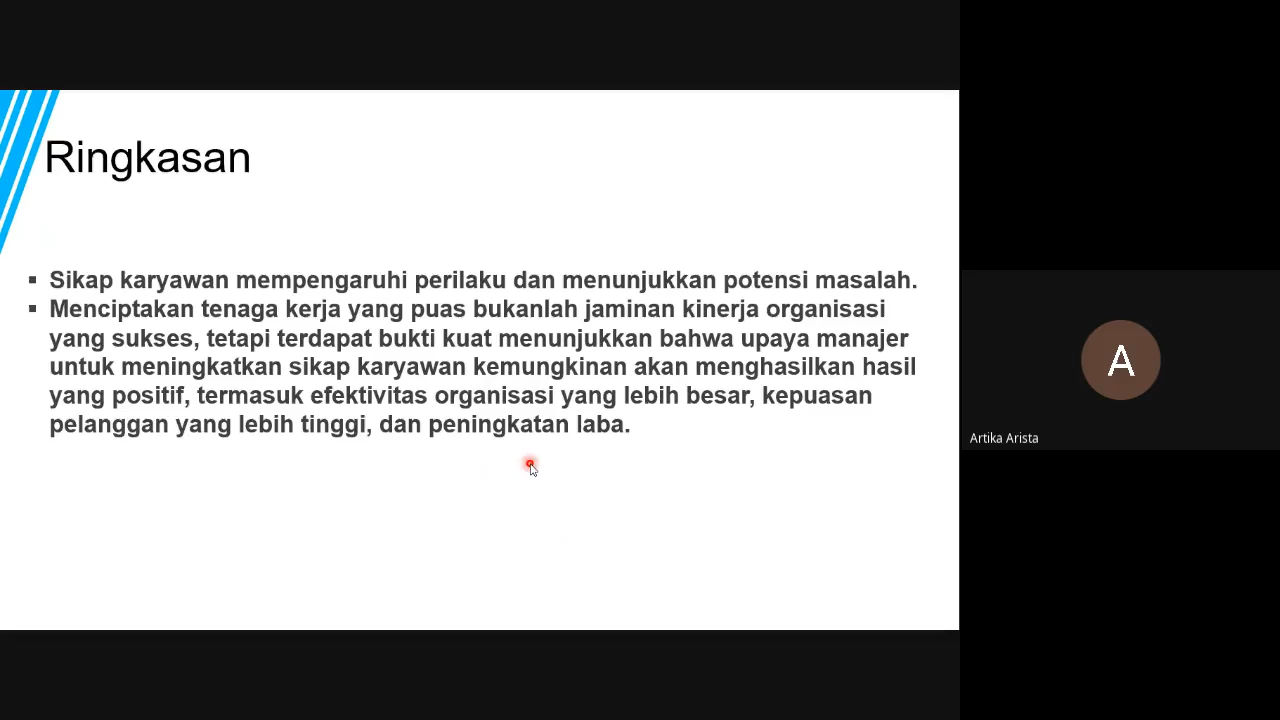 Ringkasan
▪ Sikap karyawan mempengaruhi perilaku dan menunjukkan potensi masalah.
▪ Menciptakan tenaga kerja yang puas bukanlah jaminan kinerja organisasi
yang sukses, tetapi terdapat bukti kuat menunjukkan bahwa upaya manajer
untuk meningkatkan sikap karyawan kemungkinan akan menghasilkan hasil
yang positif, termasuk efektivitas organisasi yang lebih besar, kepuasan
pelanggan yang lebih tinggi, dan peningkatan laba.
A
Artika Arista